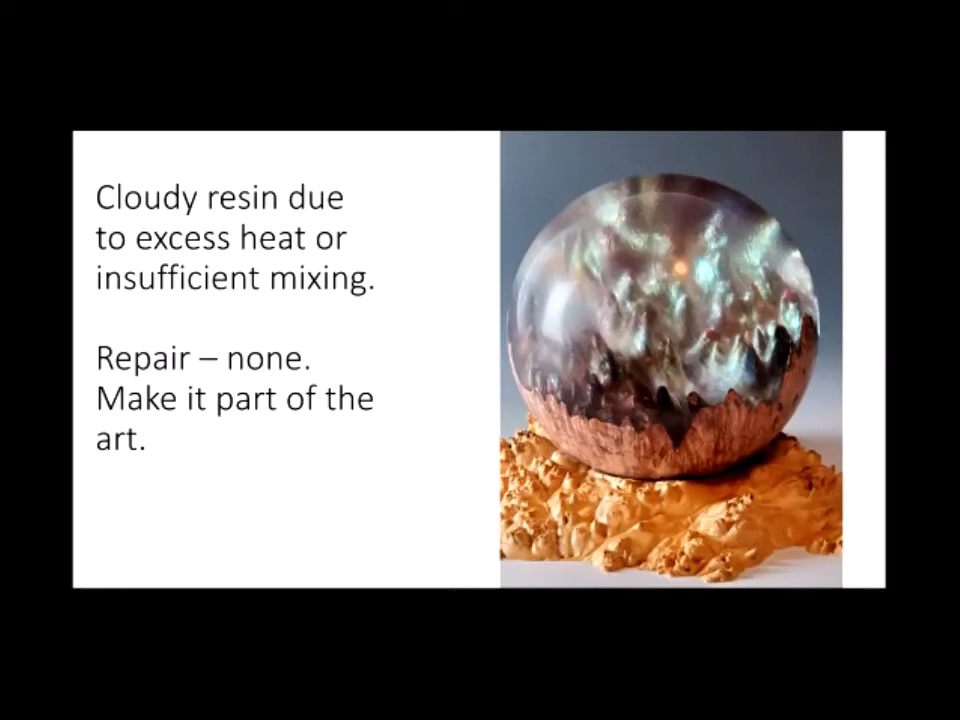 Cloudy resin due
to excess heat or
insufficient mixing.
Repair – none.
Make it part of the
art.